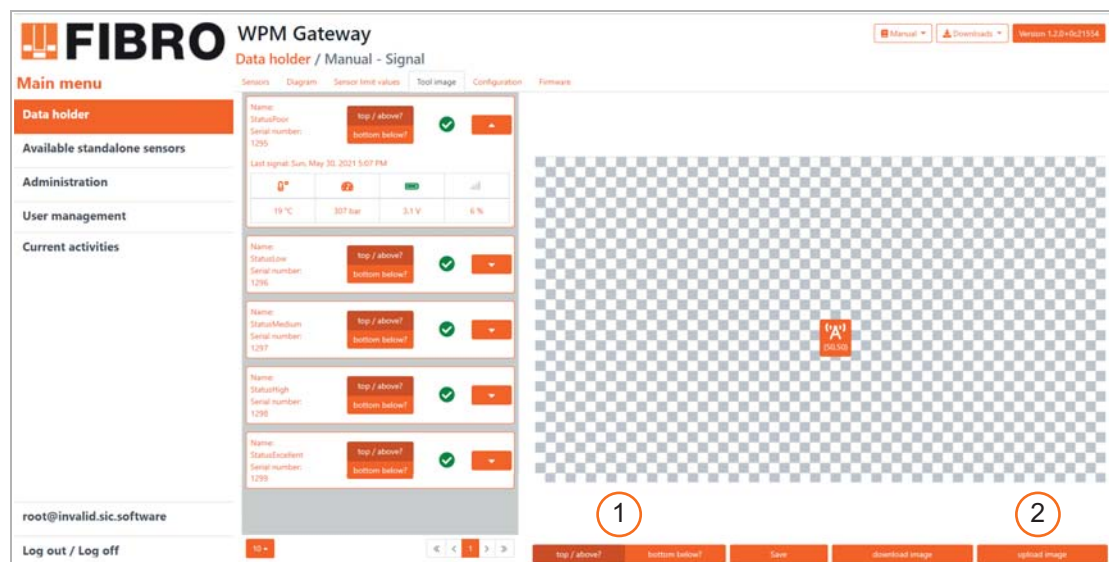 FIBRO
WPM Gateway
Manual
Downloads
Version 1.2.0+0c21554
Data holder / Manual - Signal
Main menu
Sensors
Diagram
Sensor limit values
Tool image
Configuration
Firmware
Data holder
Available standalone sensors
Administration
User management
Current activities
root@invalid.sic.software
Log out / Log off
Name:
StatusPoor
Serial number:
1295
top / above?
bottom below?
Last signal: Sun, May 30, 2021 5:07 PM
19 °C
307 bar
3.1 V
6 %
Name:
StatusLow
Serial number:
1296
top / above?
bottom below?
Name:
StatusMedium
Serial number:
1297
top / above?
bottom below?
Name:
StatusHigh
Serial number:
1298
top / above?
bottom below?
Name:
StatusExcellent
Serial number:
1299
top / above?
bottom below?
10
« < 1 > »
(50,50)
1
2
top / above?
bottom below?
Save
download image
upload image